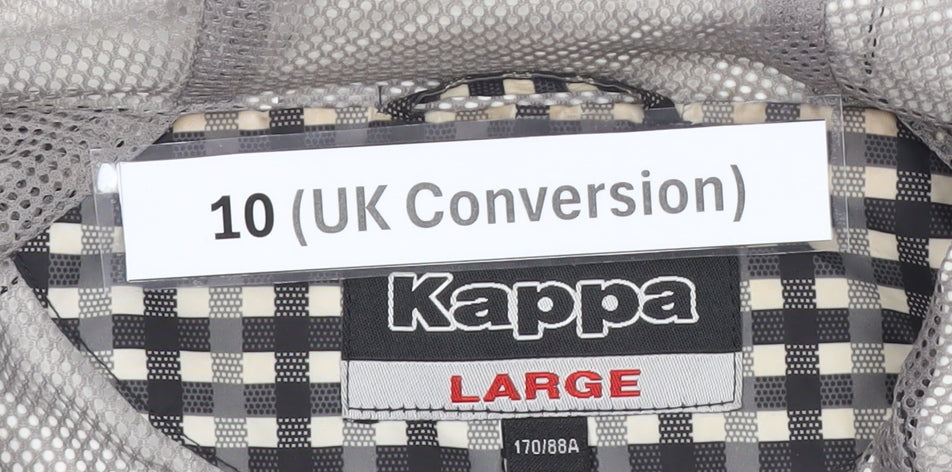 10 (UK Conversion)
Kappa
LARGE
170/88A